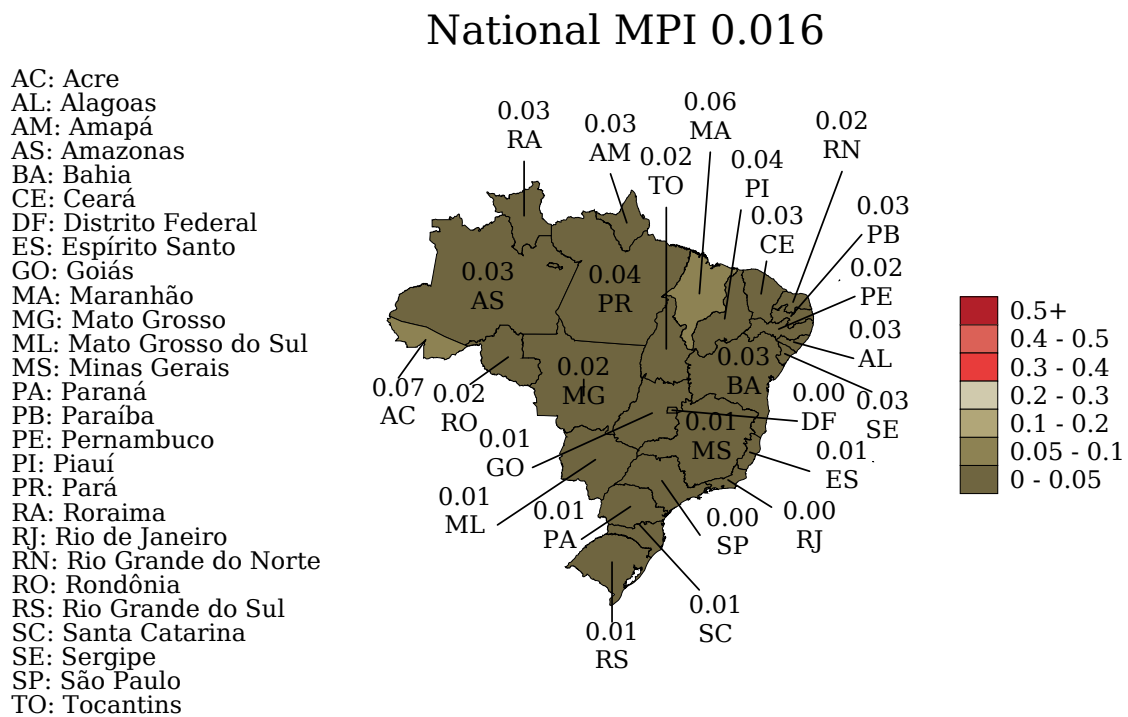 National MPI 0.016
AC: Acre
AL: Alagoas
AM: Amapá
AS: Amazonas
BA: Bahia
CE: Ceará
DF: Distrito Federal
ES: Espírito Santo
GO: Goiás
MA: Maranhão
MG: Mato Grosso
ML: Mato Grosso do Sul
MS: Minas Gerais
PA: Paraná
PB: Paraíba
PE: Pernambuco
PI: Piauí
PR: Pará
RA: Roraima
RJ: Rio de Janeiro
RN: Rio Grande do Norte
RO: Rondônia
RS: Rio Grande do Sul
SC: Santa Catarina
SE: Sergipe
SP: São Paulo
TO: Tocantins
0.03
RA
0.03
AM
0.06
MA
0.02
TO
0.04
PI
0.02
RN
0.03
CE
0.03
PB
0.02
PE
0.03
AL
0.03
SE
0.03
AS
0.04
PR
0.07
AC
0.02
RO
0.02
MG
0.03
BA
0.00
DF
0.01
GO
0.01
MS
0.01
ES
0.01
ML
0.01
PA
0.00
SP
0.00
RJ
0.01
SC
0.01
RS
0.5+
0.4 - 0.5
0.3 - 0.4
0.2 - 0.3
0.1 - 0.2
0.05 - 0.1
0 - 0.05